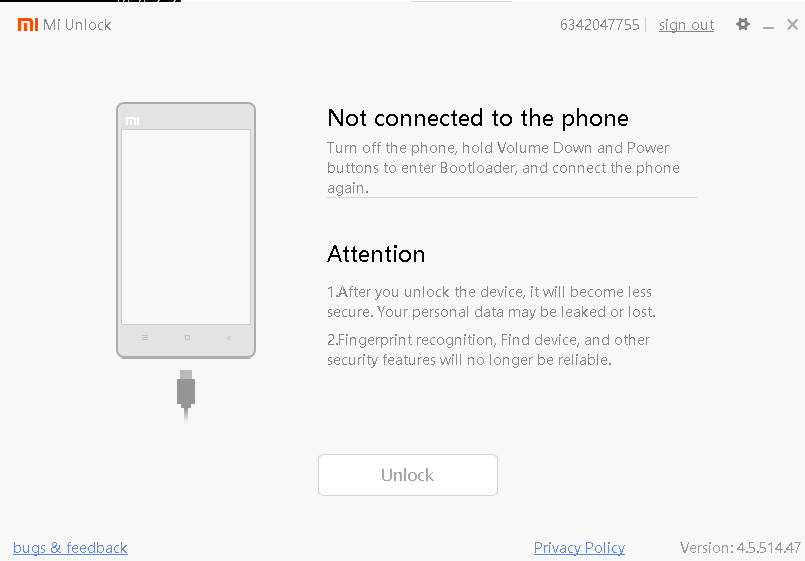 mi Mi Unlock 6342047755 | sign out
mi
Not connected to the phone
Turn off the phone, hold Volume Down and Power
buttons to enter Bootloader, and connect the phone
again.
Attention
1.After you unlock the device, it will become less
secure. Your personal data may be leaked or lost.
2.Fingerprint recognition, Find device, and other
security features will no longer be reliable.
Unlock
bugs & feedback Privacy Policy Version: 4.5.514.47